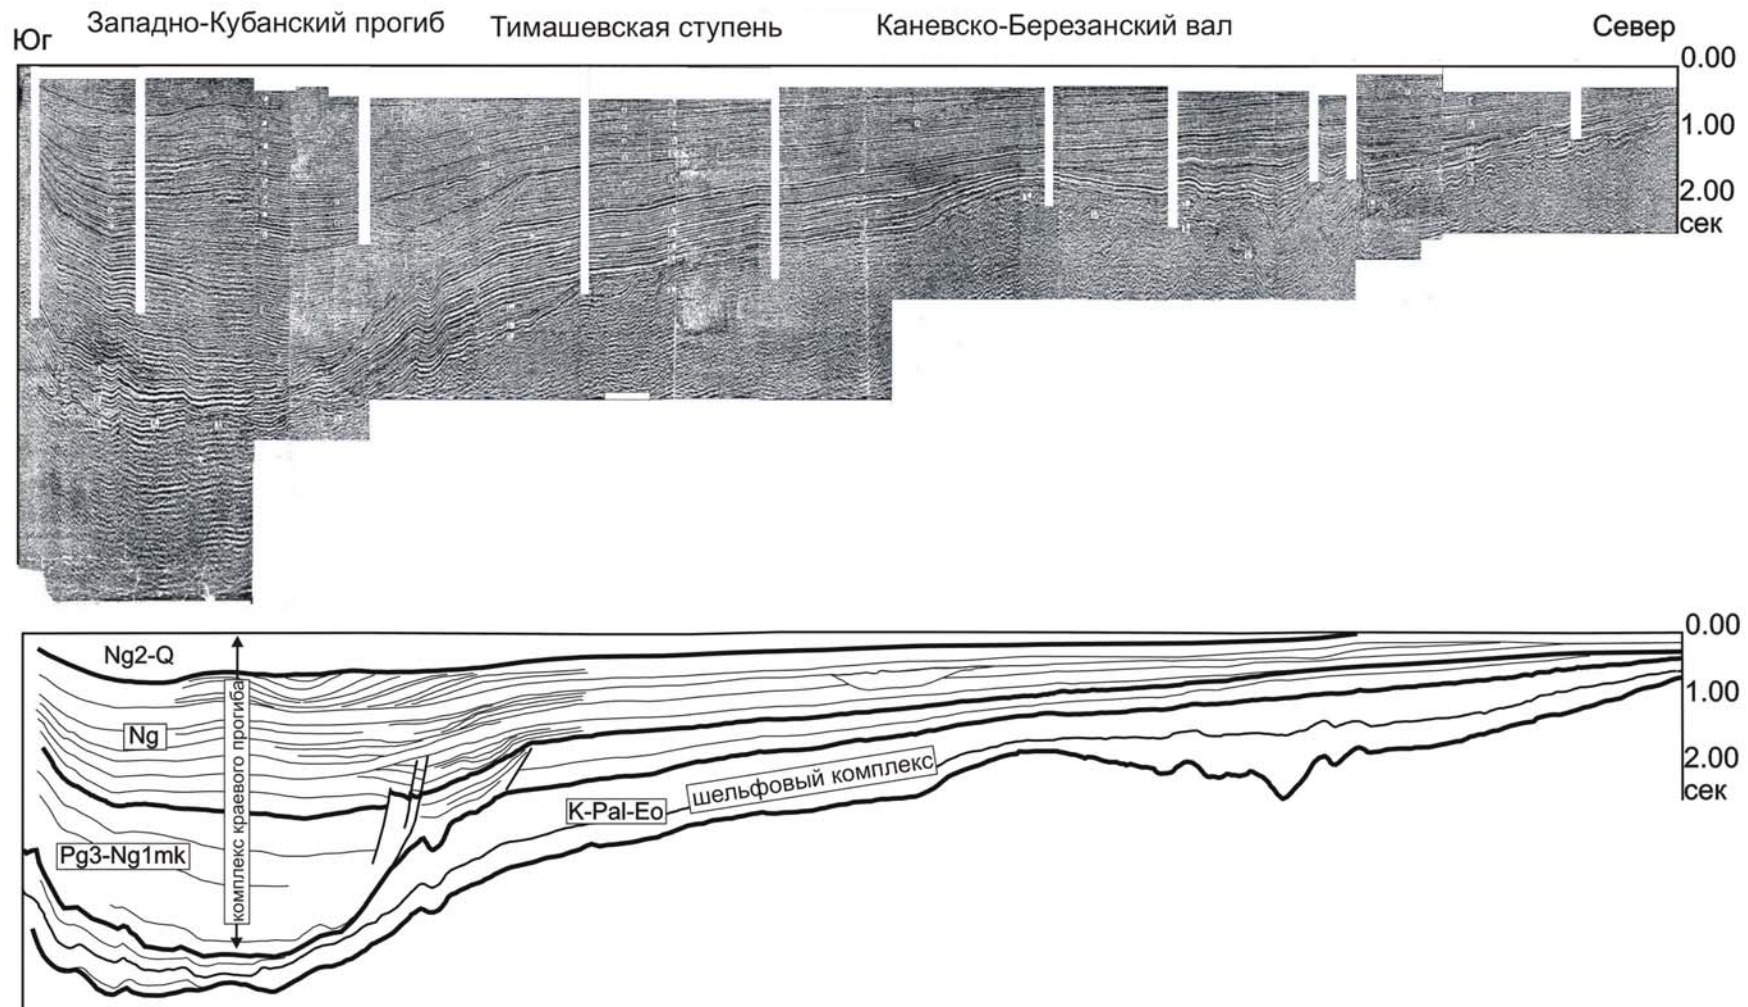 Западно-Кубанский прогиб
Тимашевская ступень
Каневско-Березанский вал
Юг
Север
0.00
1.00
2.00
сек
0.00
Ng2-Q
комплекс краевого прогиба
1.00
Ng
2.00
шельфовый комплекс
сек
K-Pal-Eo
Pg3-Ng1mk